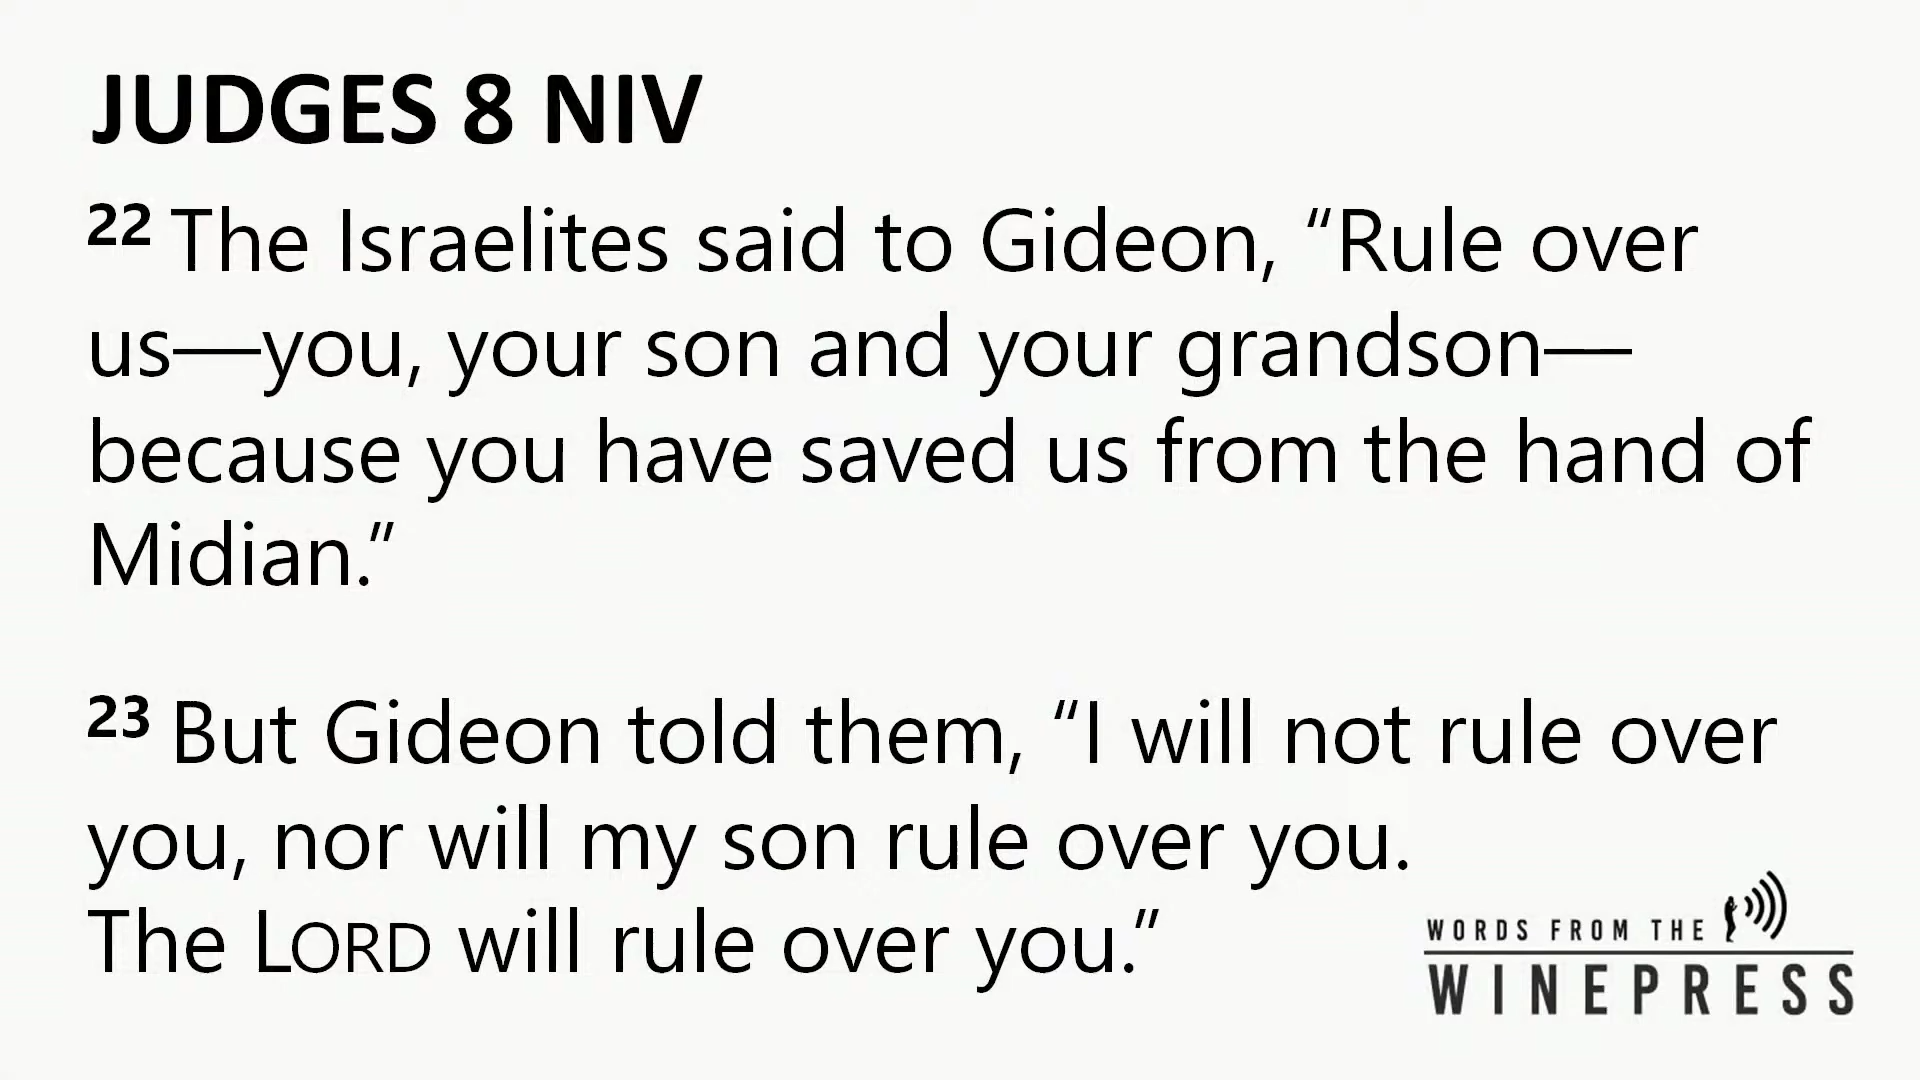 JUDGES 8 NIV
22 The Israelites said to Gideon, “Rule over
us—you, your son and your grandson—
because you have saved us from the hand of
Midian.”
23 But Gideon told them, “I will not rule over
you, nor will my son rule over you.
The LORD will rule over you.”
WORDS FROM THE
WINEPRESS